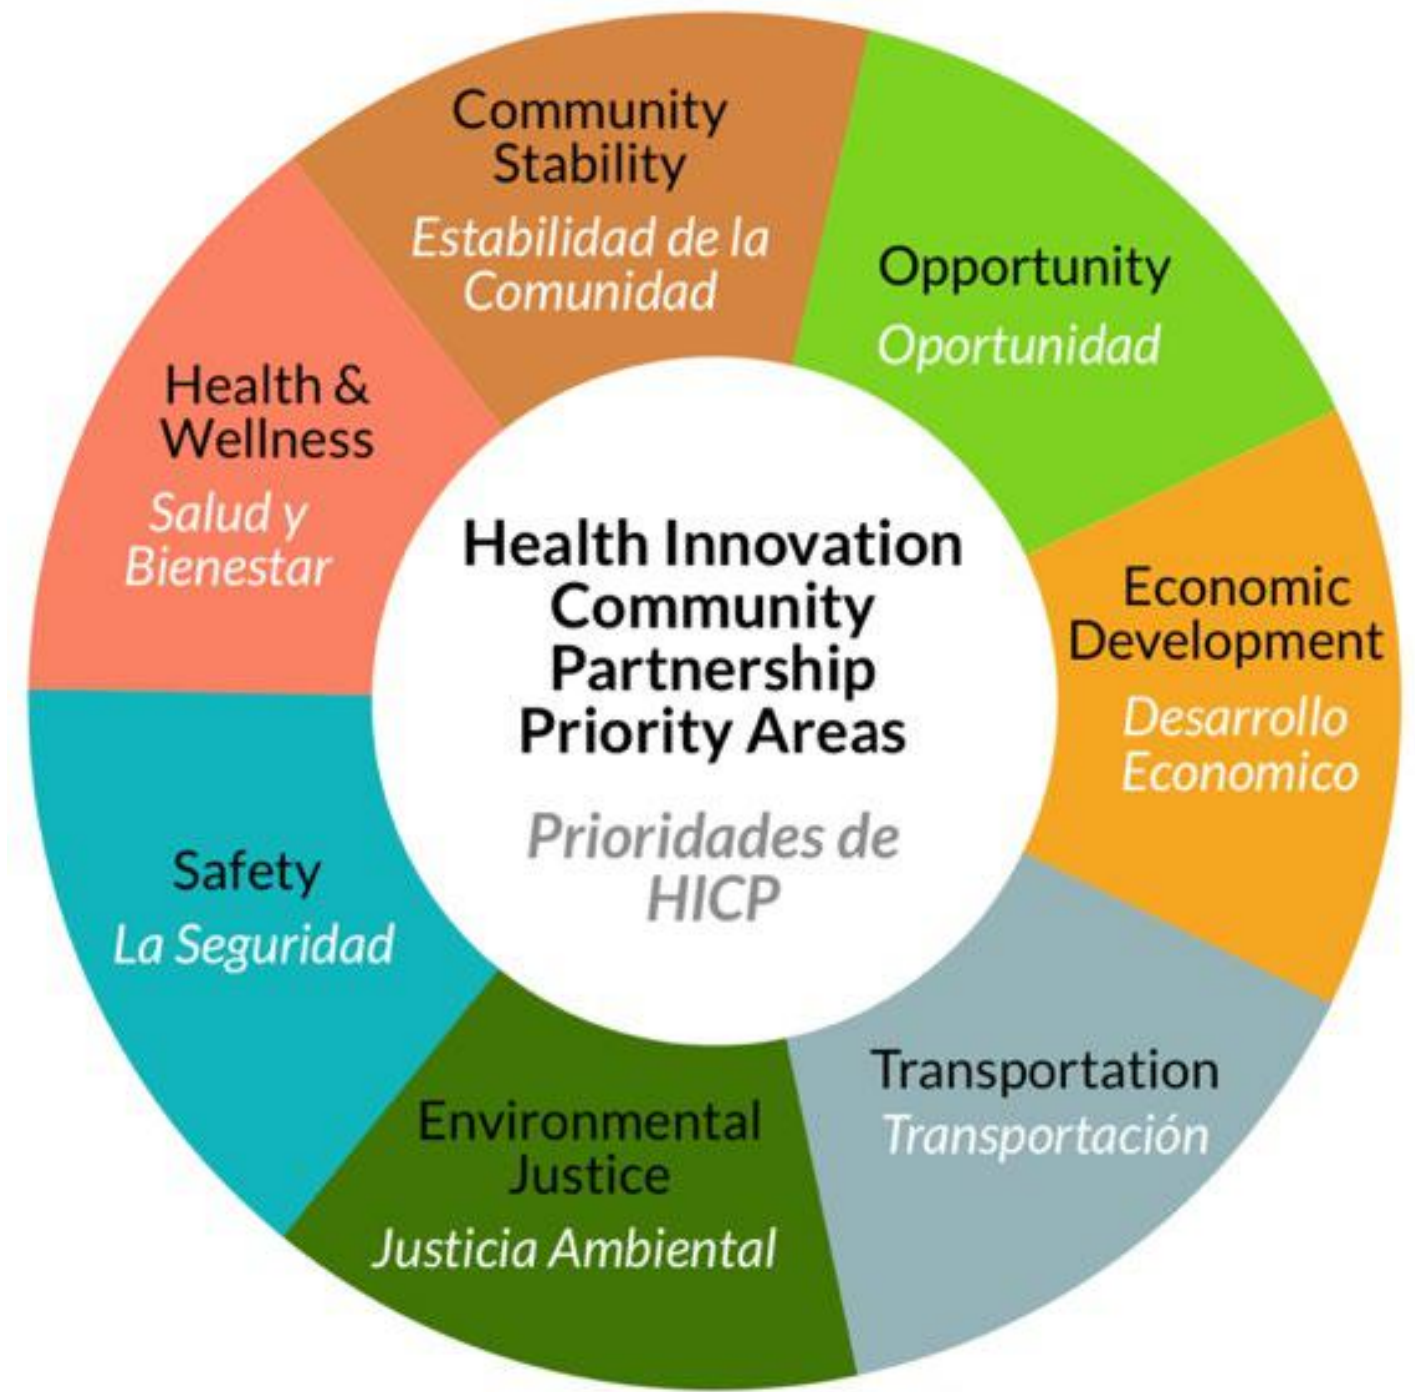 Community
Stability
Estabilidad de la
Comunidad
Opportunity
Oportunidad
Economic
Development
Desarrollo
Economico
Transportation
Transportación
Environmental
Justice
Justicia Ambiental
Safety
La Seguridad
Health &
Wellness
Salud y
Bienestar
Health Innovation
Community
Partnership
Priority Areas
Prioridades de
HICP